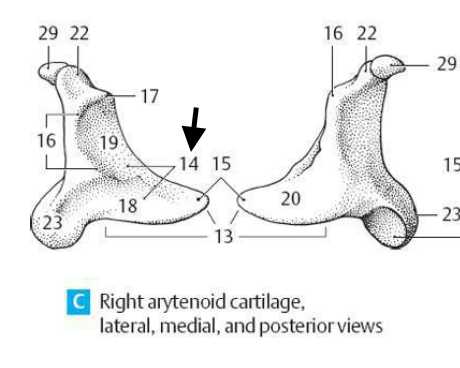 29 22 16 22
29
17
16 19
14 15 15
18 20
23 23
13
C Right arytenoid cartilage,
lateral, medial, and posterior views